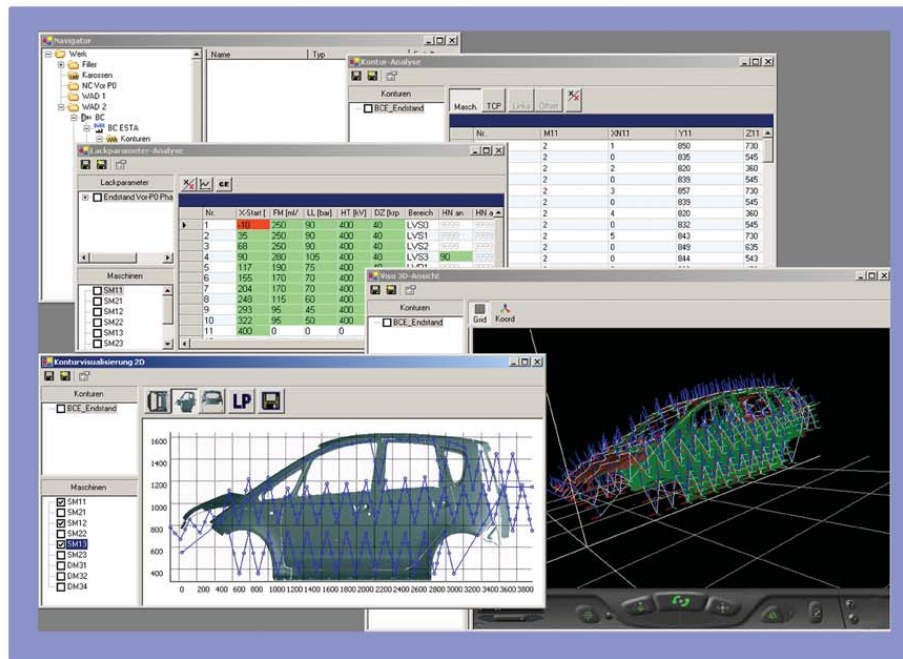 Navigator
Werk
Filler
Karossen
NC Vor P0
WAD 1
WAD 2
BC
BC ESTA
Konturen
Name Typ
Kontur-Analyse
Konturen
BCE_Endstand
Masch. TCP Links Offset
Nr. M11 XN11 Y11 Z11
2 1 850 730
2 0 835 545
2 2 820 360
2 0 839 545
2 3 857 730
2 0 839 545
2 4 820 360
2 0 832 545
2 5 843 730
2 0 849 635
2 0 844 543
Lackparameter-Analyse
Lackparameter
Endstand Vor-P0 Pha
Maschinen
SM11
SM21
SM12
SM22
SM13
SM23
Nr. X-Start [ FM [ml/ LL [bar] HT [kV] DZ [krp Bereich HN an HN a
1 -10 250 90 400 40 LVS0 9999 9999
2 35 250 90 400 40 LVS1 9999 9999
3 68 250 90 400 40 LVS2 9999 9999
4 90 280 105 400 40 LVS3 90 9999
5 117 190 75 400 40
6 155 170 70 400
7 204 170 70 400
8 248 115 60 400
9 293 95 45 400
10 322 95 50 400
11 400 0 0 0
Visu 3D-Ansicht
Konturen
BCE_Endstand
Grid Koord
Konturvisualisierung 2D
Konturen
BCE_Endstand
Maschinen
SM11
SM21
SM12
SM22
SM13
SM23
DM31
DM32
DM34
LP
1600
1400
1200
1000
800
600
400
0 200 400 600 800 1000 1200 1400 1600 1800 2000 2200 2400 2600 2800 3000 3200 3400 3600 3800